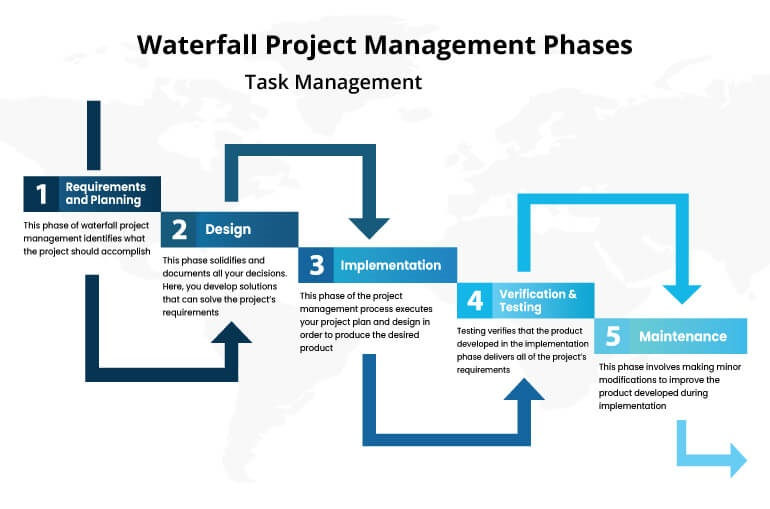 Waterfall Project Management Phases
Task Management
1
Requirements
and Planning
This phase of waterfall project
management identifies what
the project should accomplish
2
Design
This phase solidifies and
documents all your decisions.
Here, you develop solutions
that can solve the project's
requirements
3
Implementation
This phase of the project
management process executes
your project plan and design in
order to produce the desired
product
4
Verification &
Testing
Testing verifies that the product
developed in the implementation
phase delivers all of the project's
requirements
5
Maintenance
This phase involves making minor
modifications to improve the
product developed during
implementation